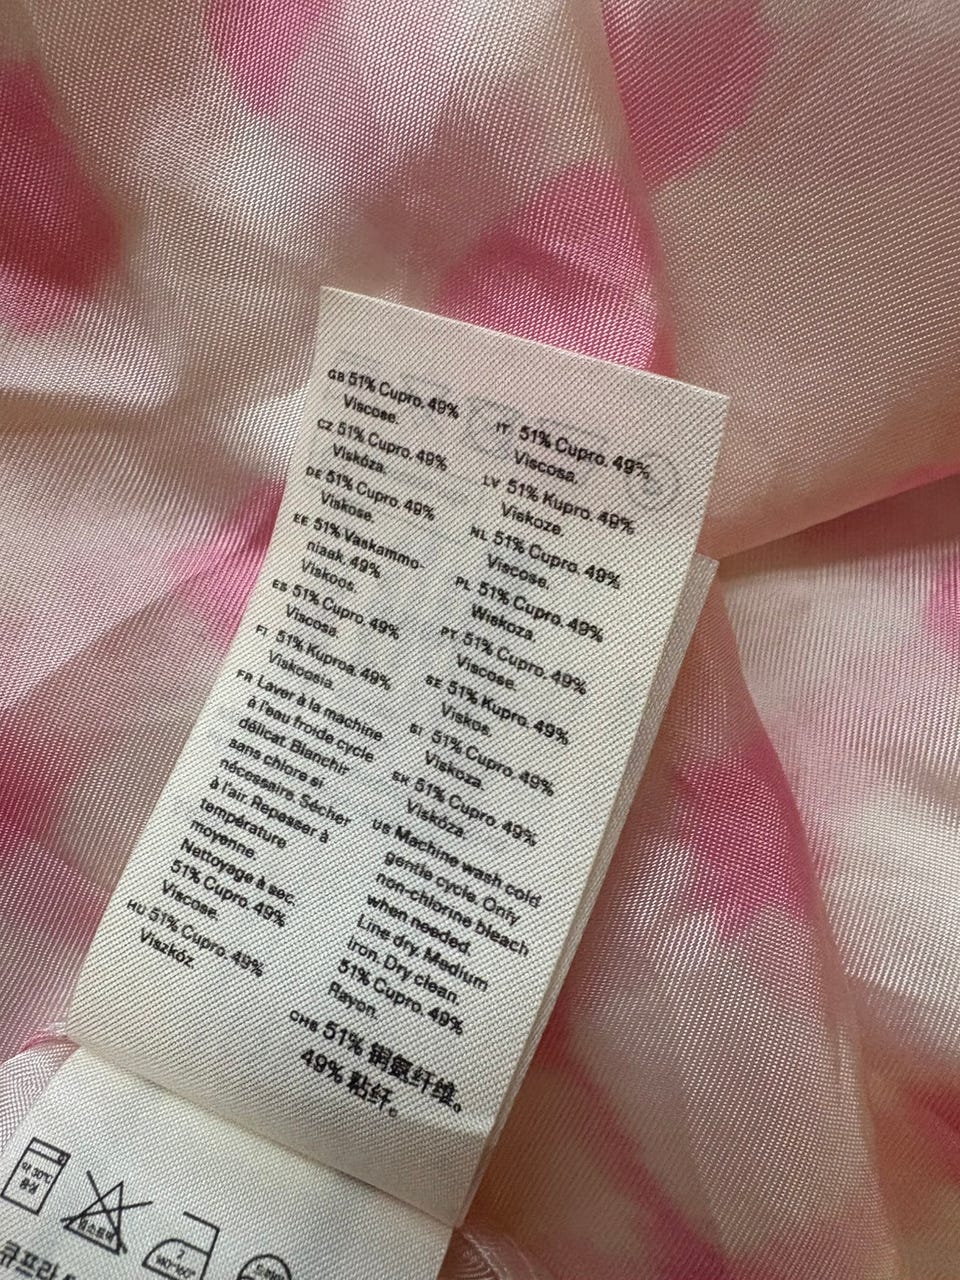 GB 51% Cupro. 49%
Viscose.
CZ 51% Cupro. 49%
Viskóza.
DE 51% Cupro. 49%
Viskose.
EE 51% Vaskammo-
niaak. 49%
Viskoos.
ES 51% Cupro. 49%
Viscosa.
FI 51% Kuproa. 49%
Viskoosia.
FR Laver à la machine
à l'eau froide cycle
délicat. Blanchir
sans chlore si
nécessaire. Sécher
à l'air. Repasser à
température
moyenne.
Nettoyage à sec.
51% Cupro. 49%
Viscose.
HU 51% Cupro. 49%
Viszkóz.
IT 51% Cupro. 49%
Viscosa.
LV 51% Kupro. 49%
Viskoze.
NL 51% Cupro. 49%
Viscose.
PL 51% Cupro. 49%
Wiskoza.
PT 51% Cupro. 49%
Viscose.
SE 51% Kupro. 49%
Viskos.
SI 51% Cupro. 49%
Viskoza.
SK 51% Cupro. 49%
Viskóza.
US Machine wash cold
gentle cycle. Only
non-chlorine bleach
when needed.
Line dry. Medium
iron. Dry clean.
51% Cupro. 49%
Rayon.
CHS 51% 铜氨纤维。
49% 粘纤。
약 30℃
중성